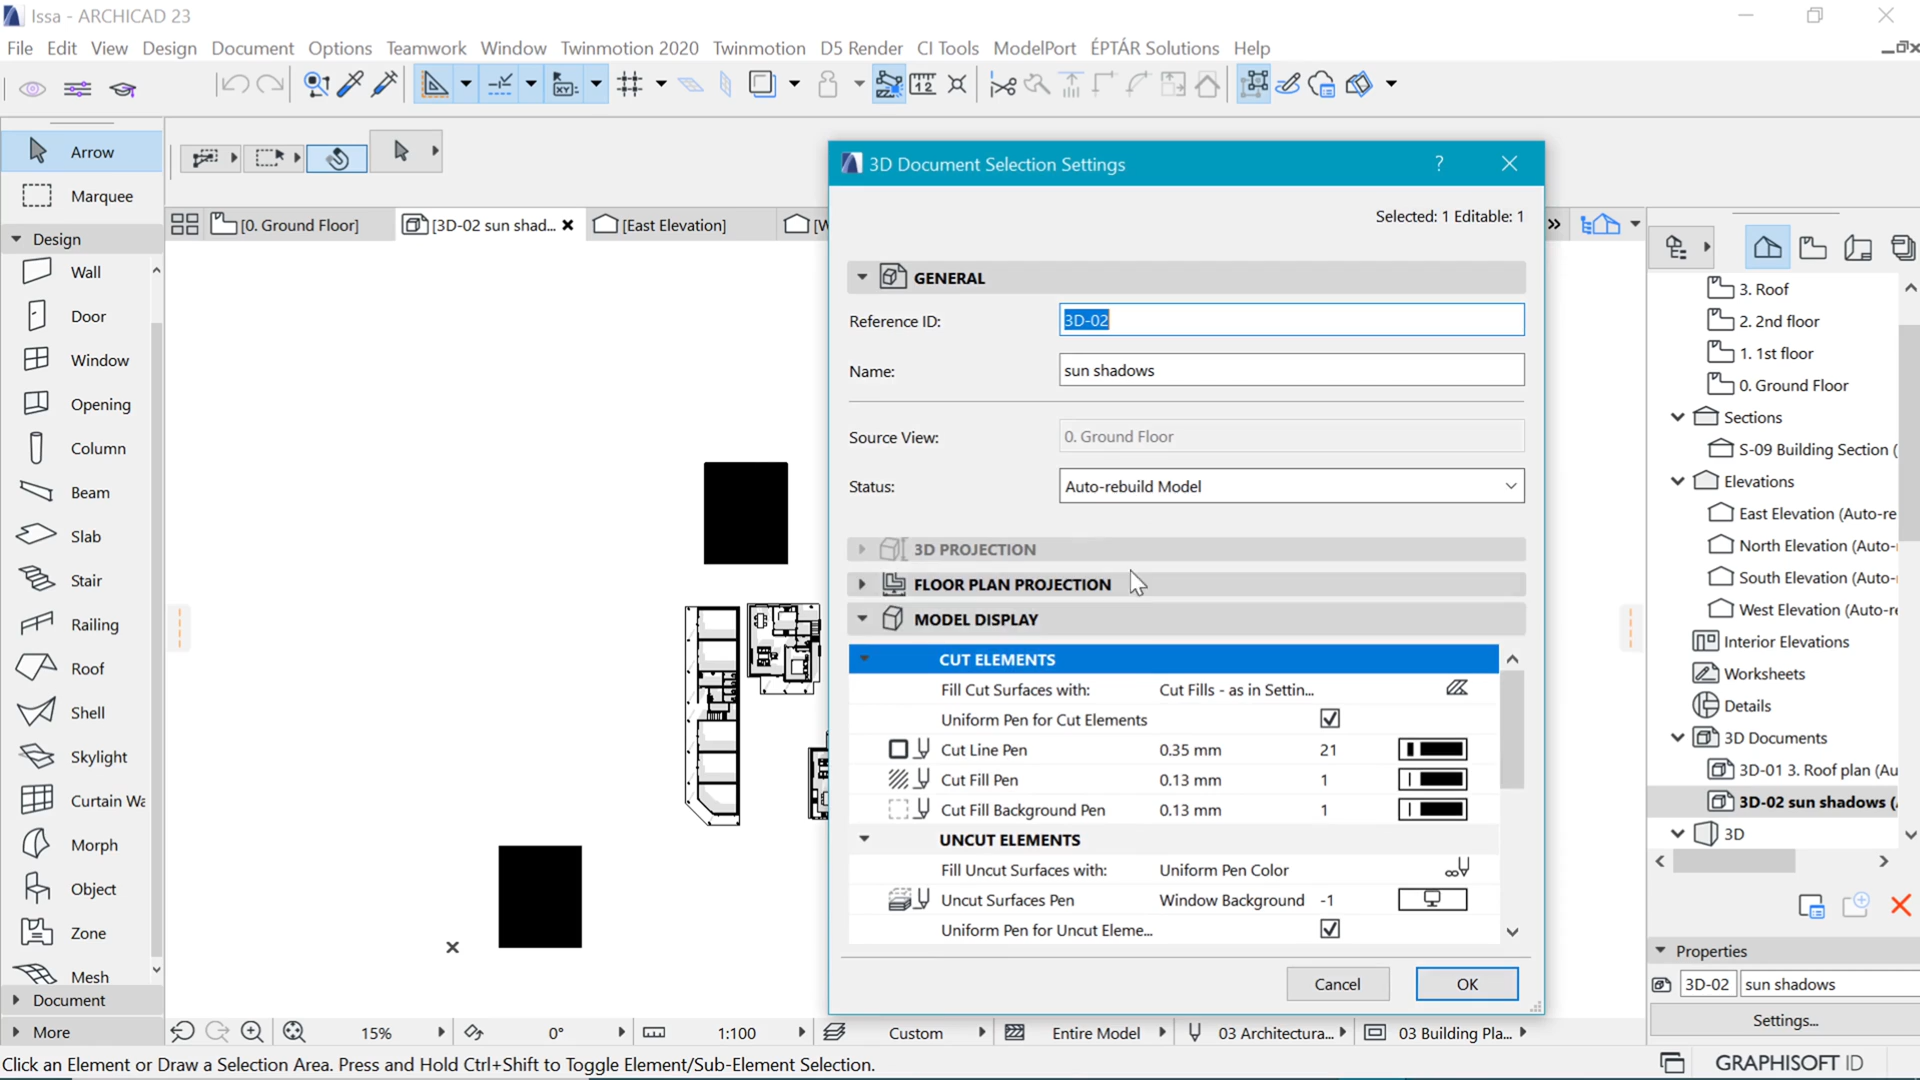 Issa - ARCHICAD 23
File Edit View Design Document Options Teamwork Window Twinmotion 2020 Twinmotion D5 Render CI Tools ModelPort ÉPTÁR Solutions Help
Arrow
Marquee
Design
Wall
Door
Window
Opening
Column
Beam
Slab
Stair
Railing
Roof
Shell
Skylight
Curtain Wa
Morph
Object
Zone
Mesh
Document
More
[0. Ground Floor]
[3D-02 sun shad...
[East Elevation]
[W
3D Document Selection Settings
?
Selected: 1 Editable: 1
GENERAL
Reference ID: 3D-02
Name: sun shadows
Source View: 0. Ground Floor
Status: Auto-rebuild Model
3D PROJECTION
FLOOR PLAN PROJECTION
MODEL DISPLAY
CUT ELEMENTS
Fill Cut Surfaces with: Cut Fills - as in Settin...
Uniform Pen for Cut Elements
Cut Line Pen 0.35 mm 21
Cut Fill Pen 0.13 mm 1
Cut Fill Background Pen 0.13 mm 1
UNCUT ELEMENTS
Fill Uncut Surfaces with: Uniform Pen Color
Uncut Surfaces Pen Window Background -1
Uniform Pen for Uncut Eleme...
Cancel OK
3. Roof
2. 2nd floor
1. 1st floor
0. Ground Floor
Sections
S-09 Building Section (
Elevations
East Elevation (Auto-re
North Elevation (Auto-
South Elevation (Auto-
West Elevation (Auto-re
Interior Elevations
Worksheets
Details
3D Documents
3D-01 3. Roof plan (Au
3D-02 sun shadows (
3D
Properties
3D-02 sun shadows
Settings...
15% 0° 1:100 Custom Entire Model 03 Architectura... 03 Building Pla...
Click an Element or Draw a Selection Area. Press and Hold Ctrl+Shift to Toggle Element/Sub-Element Selection.
GRAPHISOFT ID